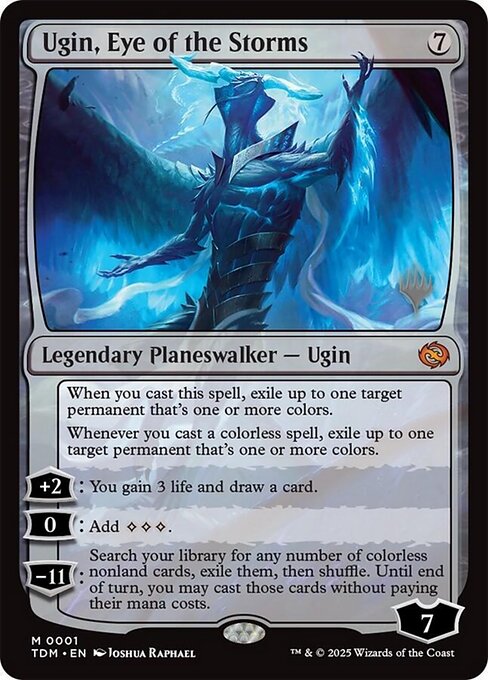 Ugin, Eye of the Storms 7
Legendary Planeswalker — Ugin
When you cast this spell, exile up to one target
permanent that's one or more colors.
Whenever you cast a colorless spell, exile up to one
target permanent that's one or more colors.
+2 : You gain 3 life and draw a card.
0 : Add ◇◇◇.
−11 : Search your library for any number of colorless
nonland cards, exile them, then shuffle. Until end
of turn, you may cast those cards without paying
their mana costs.
7
M 0001
TDM • EN Joshua Raphael
™ & © 2025 Wizards of the Coast